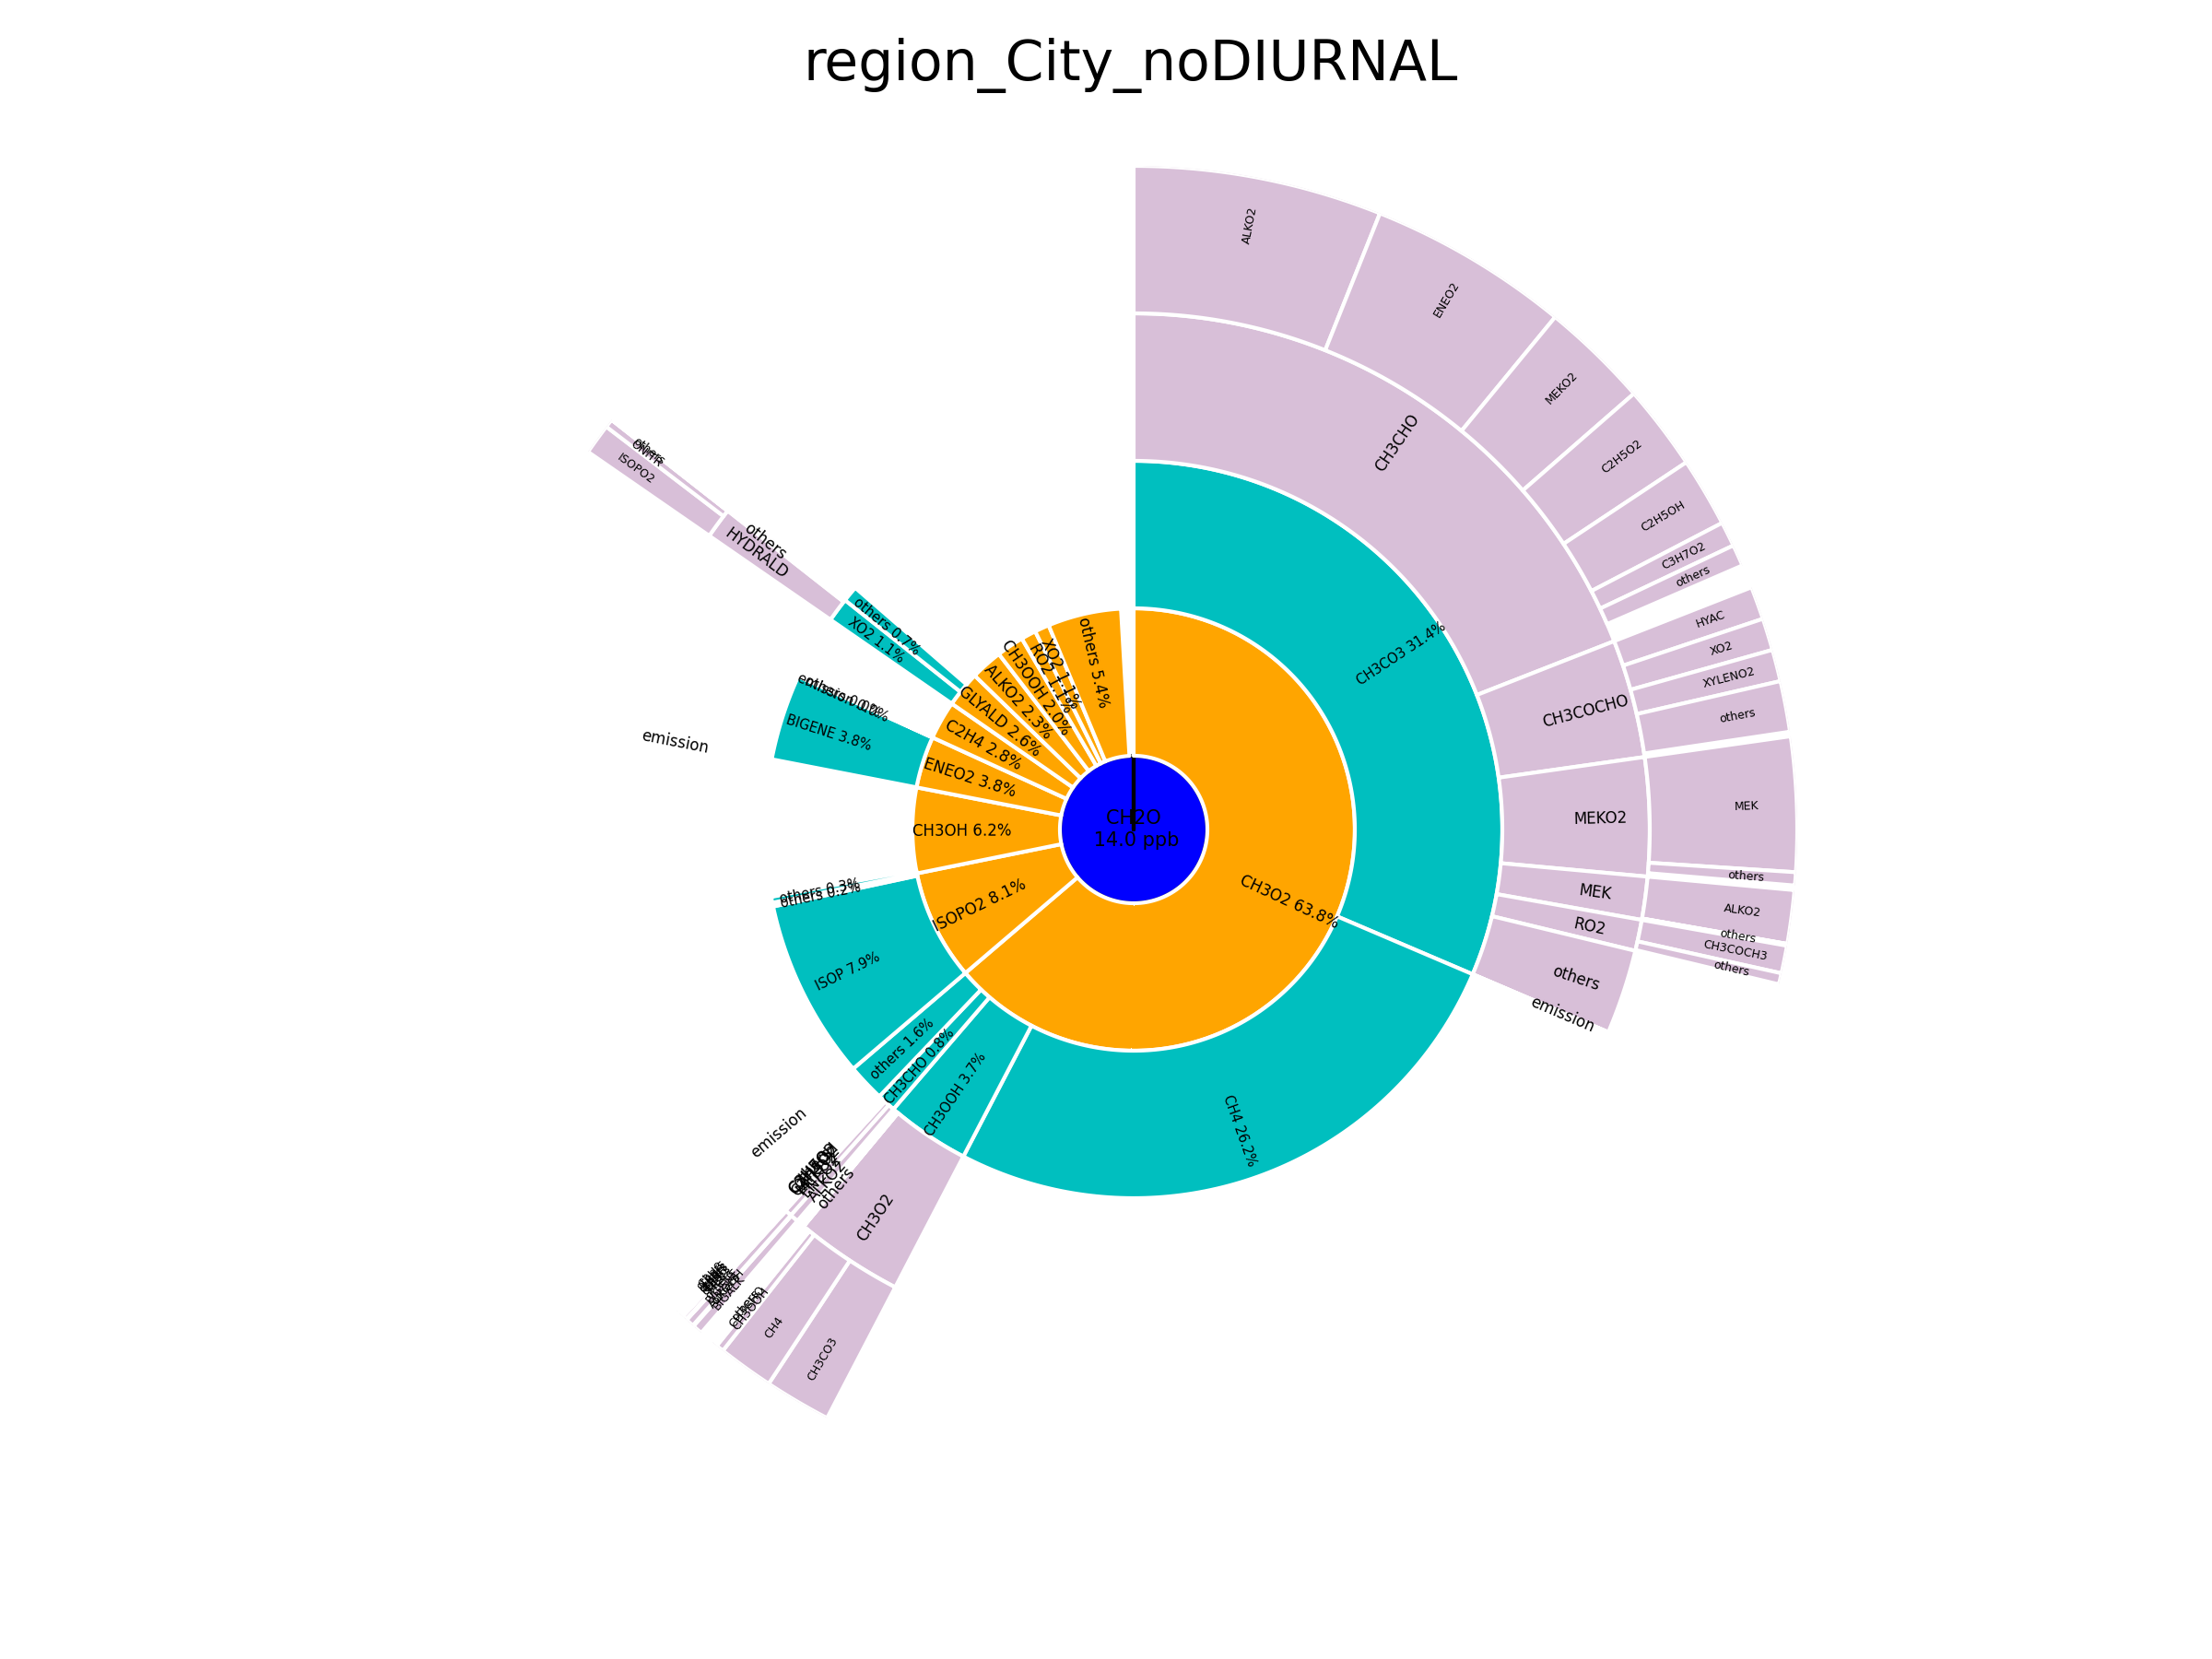 region_City_noDIURNAL
ALKO2
ENEO2
MEKO2
C2H5O2
C2H5OH
C3H7O2
others
CH3CHO
HYAC
XO2
XYLENO2
others
CH3COCHO
MEK
others
MEKO2
ALKO2
others
MEK
CH3COCH3
others
RO2
others
emission
CH3CO3 31.4%
CH4 26.2%
CH3O2 63.8%
CH2O
14.0 ppb
others 5.4%
XO2 1.1%
RO2 1.1%
CH3OOH 2.0%
ALKO2 2.3%
GLYALD 2.6%
C2H4 2.8%
ENEO2 3.8%
CH3OH 6.2%
ISOPO2 8.1%
others
ISOPO2
others
HYDRALD
others 0.7%
XO2 1.1%
BIGENE 3.8%
emission
others 0.3%
others 0.2%
ISOP 7.9%
others 1.6%
CH3CHO 0.8%
CH3OOH 3.7%
emission
ALKO2
others
CH3O2
BIGALK
CH3OOH
CH4
CH3CO3